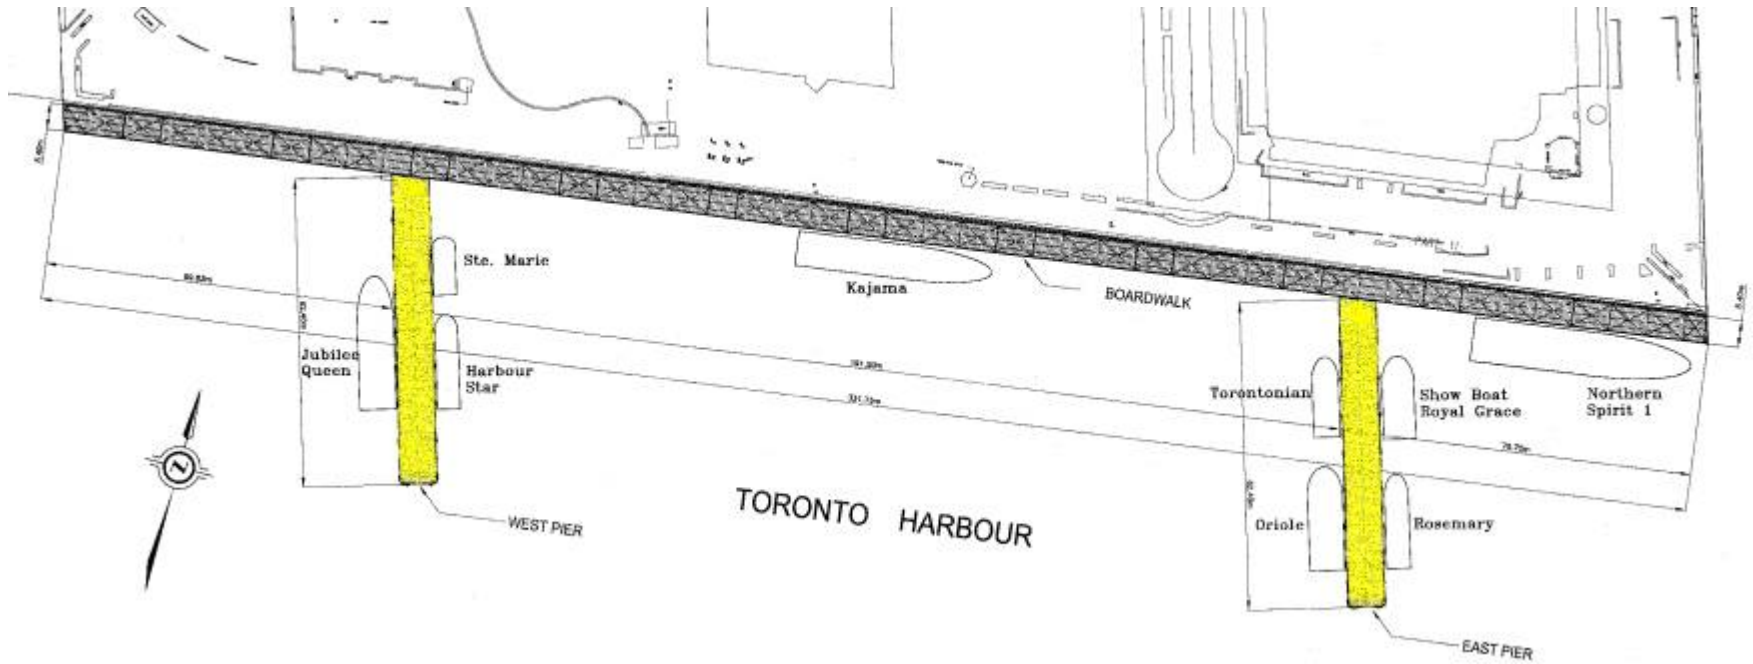 Ste. Marie
Kajama
BOARDWALK
Jubilee
Queen
Harbour
Star
Torontonian
Show Boat
Royal Grace
Northern
Spirit 1
TORONTO HARBOUR
WEST PIER
Oriole
Rosemary
EAST PIER